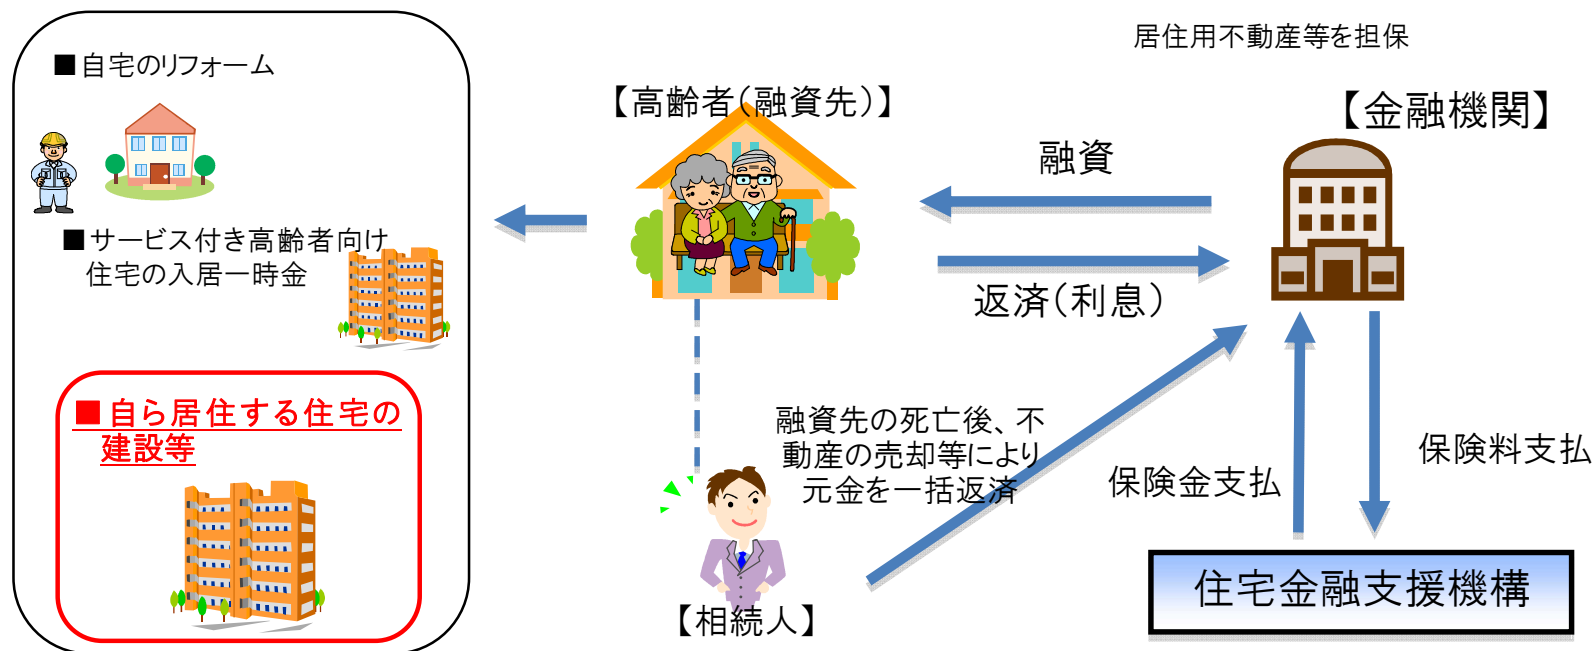 ■自宅のリフォーム
■サービス付き高齢者向け
住宅の入居一時金
■自ら居住する住宅の
建設等
【高齢者(融資先)】
居住用不動産等を担保
【金融機関】
融資
返済(利息)
融資先の死亡後、不
動産の売却等により
元金を一括返済
【相続人】
保険金支払
保険料支払
住宅金融支援機構